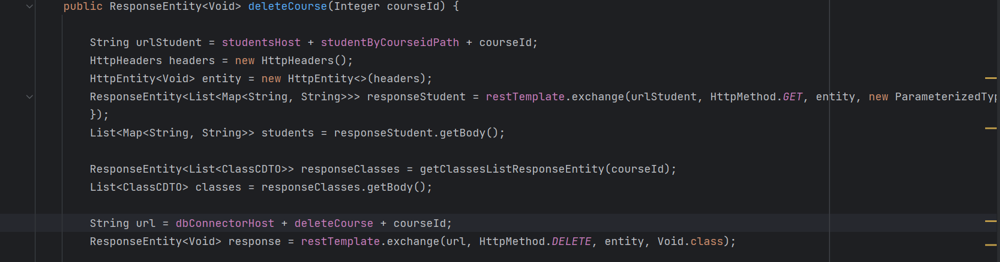 public ResponseEntity<Void> deleteCourse(Integer courseId) {
String urlStudent = studentsHost + studentByCourseidPath + courseId;
HttpHeaders headers = new HttpHeaders();
HttpEntity<Void> entity = new HttpEntity<>(headers);
ResponseEntity<List<Map<String, String>>> responseStudent = restTemplate.exchange(urlStudent, HttpMethod.GET, entity, new ParameterizedTyp
});
List<Map<String, String>> students = responseStudent.getBody();
ResponseEntity<List<ClassCDTO>> responseClasses = getClassesListResponseEntity(courseId);
List<ClassCDTO> classes = responseClasses.getBody();
String url = dbConnectorHost + deleteCourse + courseId;
ResponseEntity<Void> response = restTemplate.exchange(url, HttpMethod.DELETE, entity, Void.class);